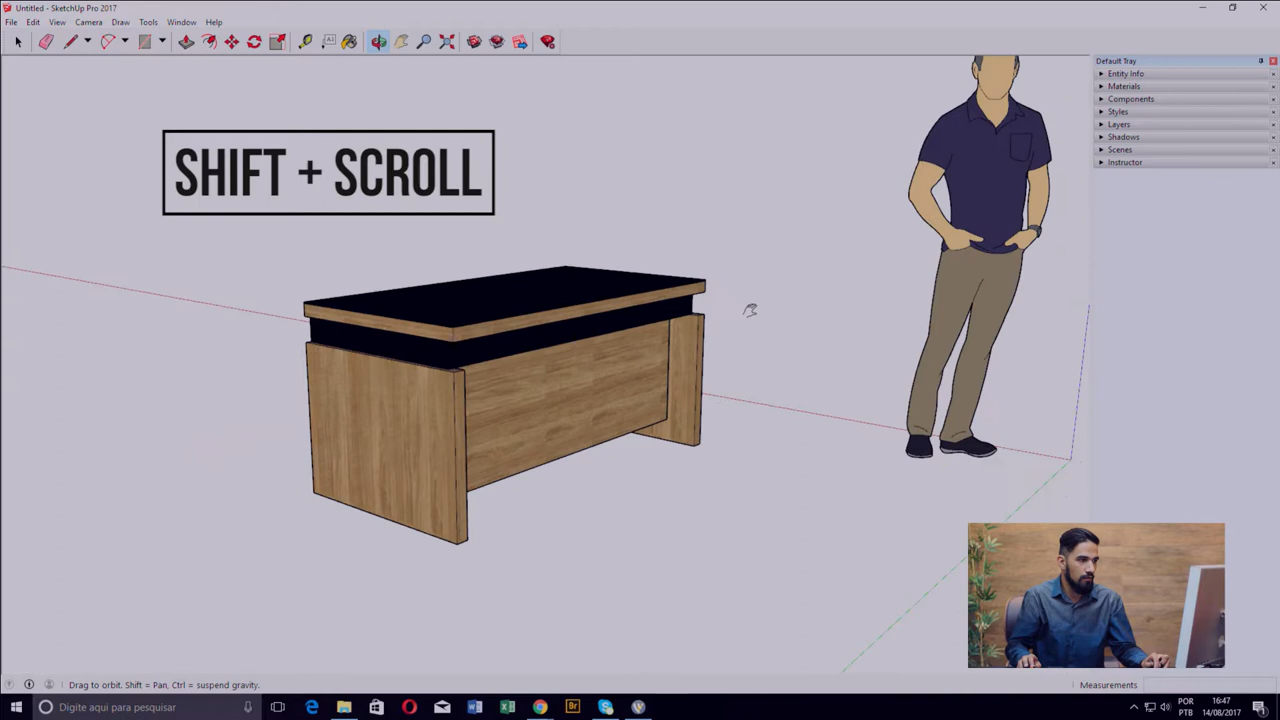 Untitled - SketchUp Pro 2017
File Edit View Camera Draw Tools Window Help
Default Tray
Entity Info
Materials
Components
Styles
Layers
Shadows
Scenes
Instructor
SHIFT + SCROLL
Drag to orbit. Shift = Pan, Ctrl = suspend gravity.
Measurements
Digite aqui para pesquisar
Br
POR
PTB
16:47
14/08/2017